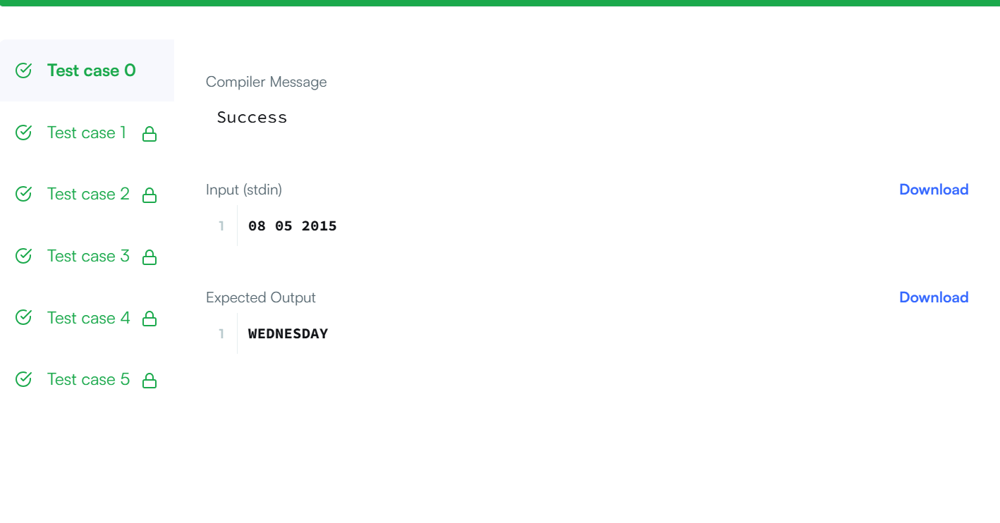 Test case 0
Test case 1
Test case 2
Test case 3
Test case 4
Test case 5
Compiler Message
Success
Input (stdin)
Download
1 08 05 2015
Expected Output
Download
1 WEDNESDAY